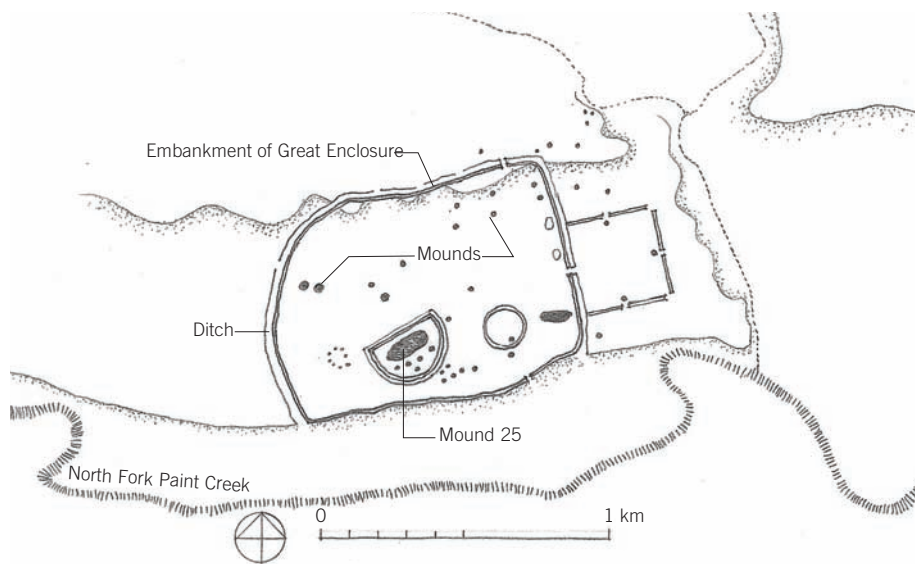 Embankment of Great Enclosure
Mounds
Ditch
Mound 25
North Fork Paint Creek
0 1 km